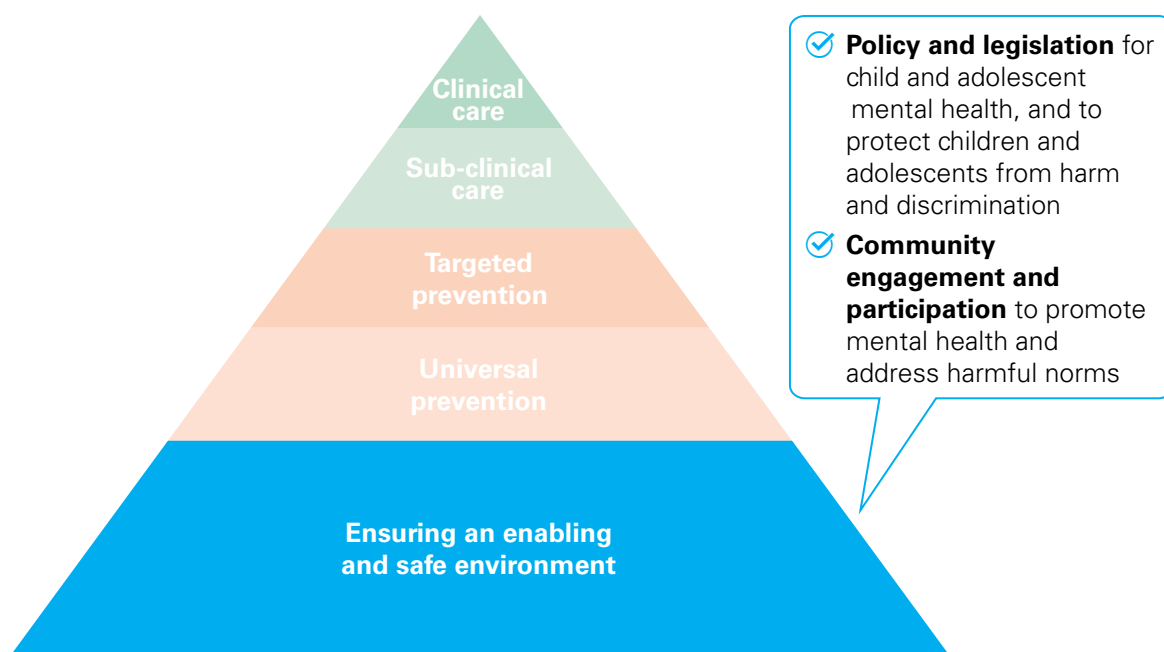 Clinical
care
Sub-clinical
care
Targeted
prevention
Universal
prevention
Ensuring an enabling
and safe environment
Policy and legislation for
child and adolescent
mental health, and to
protect children and
adolescents from harm
and discrimination
Community
engagement and
participation to promote
mental health and
address harmful norms